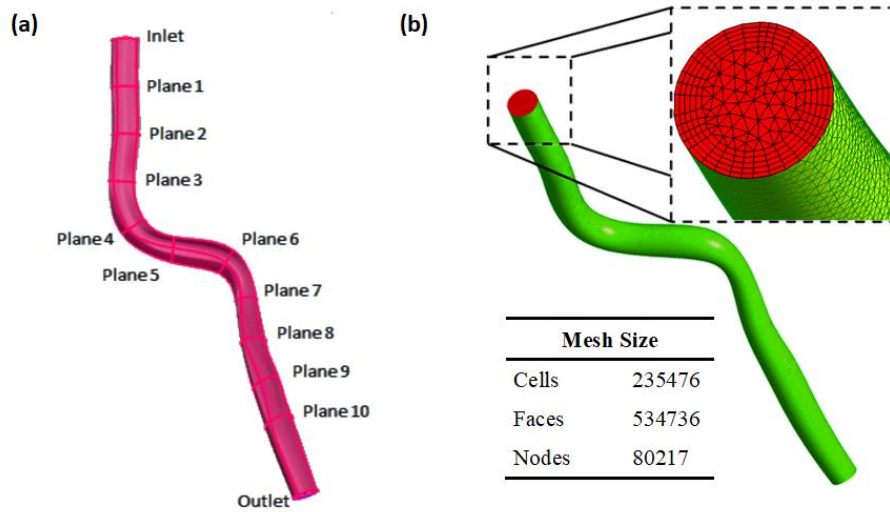 (a)
Inlet
Plane 1
Plane 2
Plane 3
Plane 4
Plane 5
Plane 6
Plane 7
Plane 8
Plane 9
Plane 10
Outlet
(b)
Mesh Size
Cells 235476
Faces 534736
Nodes 80217